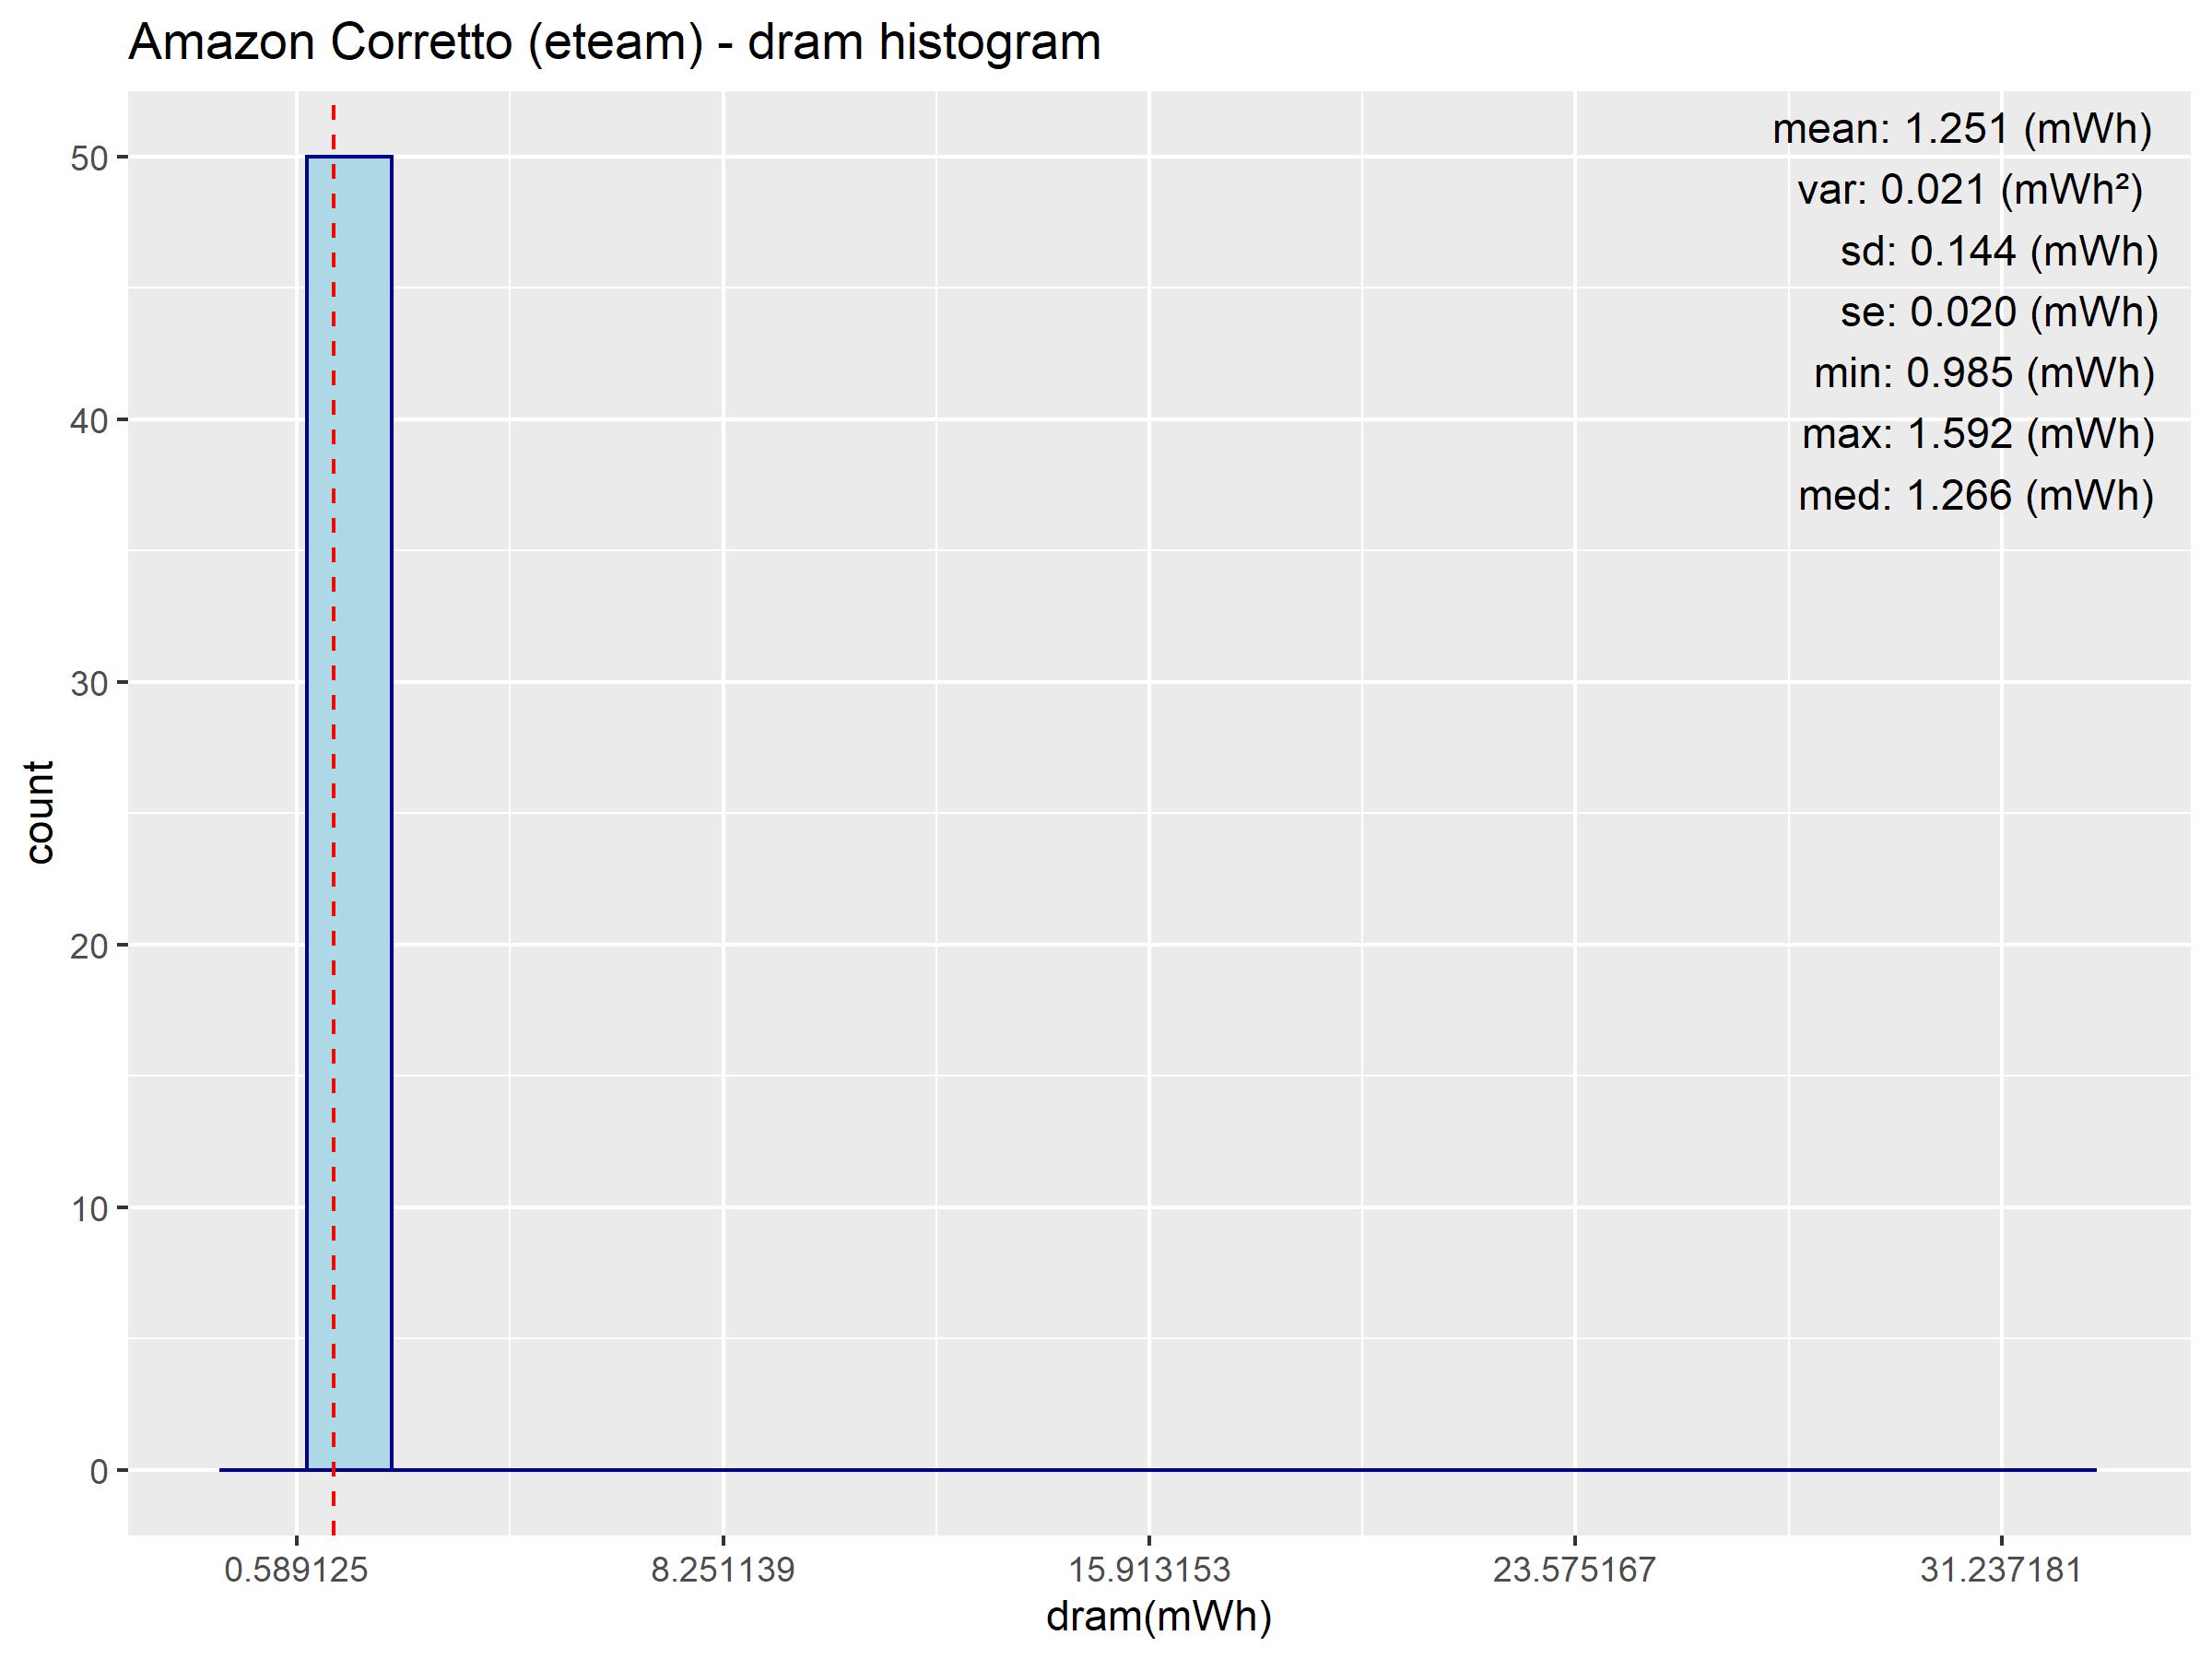 Amazon Corretto (eteam) - dram histogram
mean: 1.251 (mWh)
var: 0.021 (mWh²)
sd: 0.144 (mWh)
se: 0.020 (mWh)
min: 0.985 (mWh)
max: 1.592 (mWh)
med: 1.266 (mWh)
50
40
30
20
10
0
count
0.589125
8.251139
15.913153
23.575167
31.237181
dram(mWh)